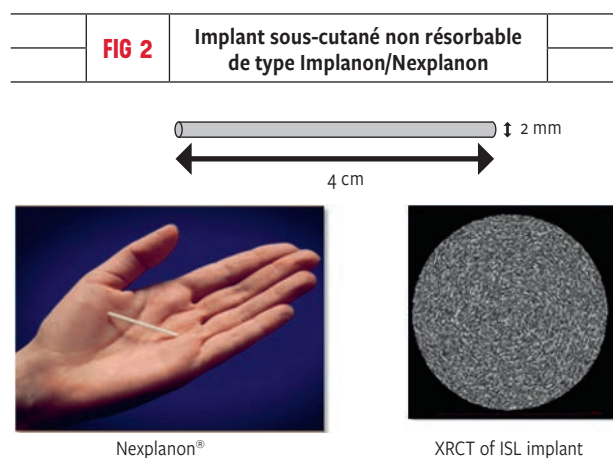 FIG 2
Implant sous-cutané non résorbable
de type Implanon/Nexplanon
2 mm
4 cm
Nexplanon®
XRCT of ISL implant